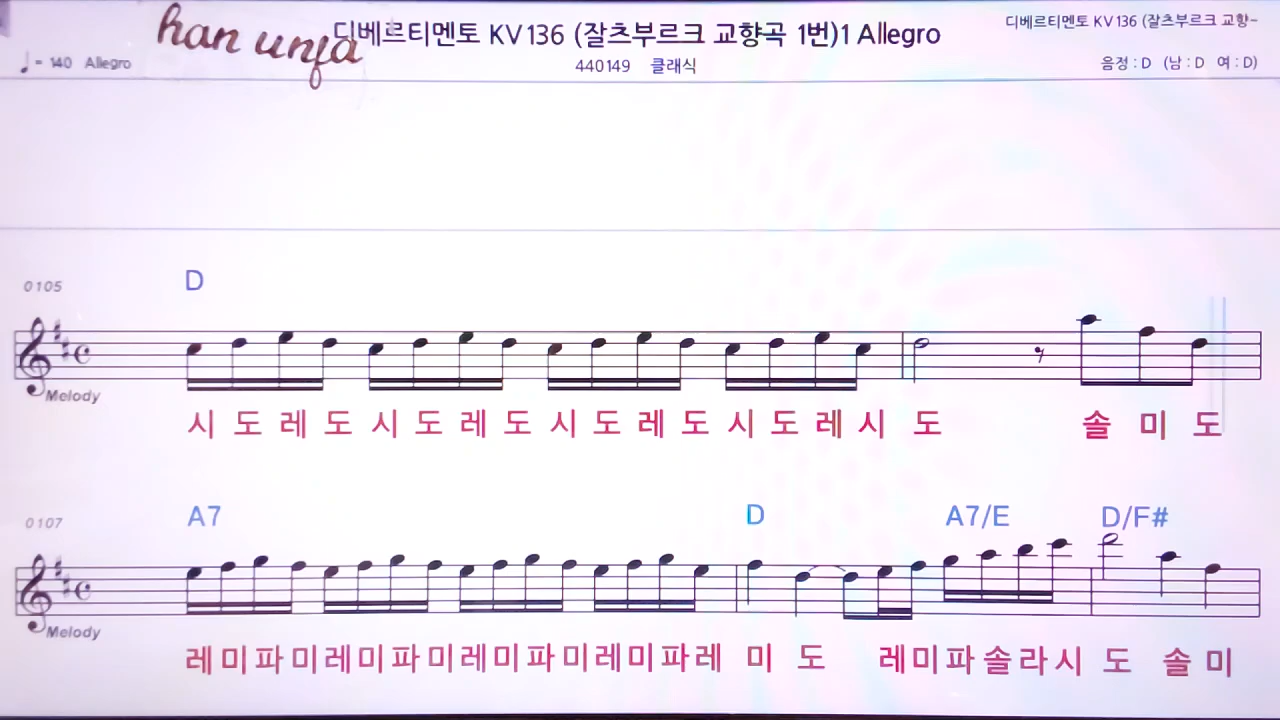 han unfa
디베르티멘토 KV136 (잘츠부르크 교향곡 1번)1 Allegro
디베르티멘토 KV136 (잘츠부르크 교향~
♩= 140 Allegro
440149 클래식
음정 : D (남 : D 여 : D)
0105
D
Melody
시 도 레 도 시 도 레 도 시 도 레 도 시 도 레 시 도 솔 미 도
0107
A7 D A7/E D/F#
Melody
레 미 파 미 레 미 파 미 레 미 파 미 레 미 파 레 미 도 레 미 파 솔 라 시 도 솔 미